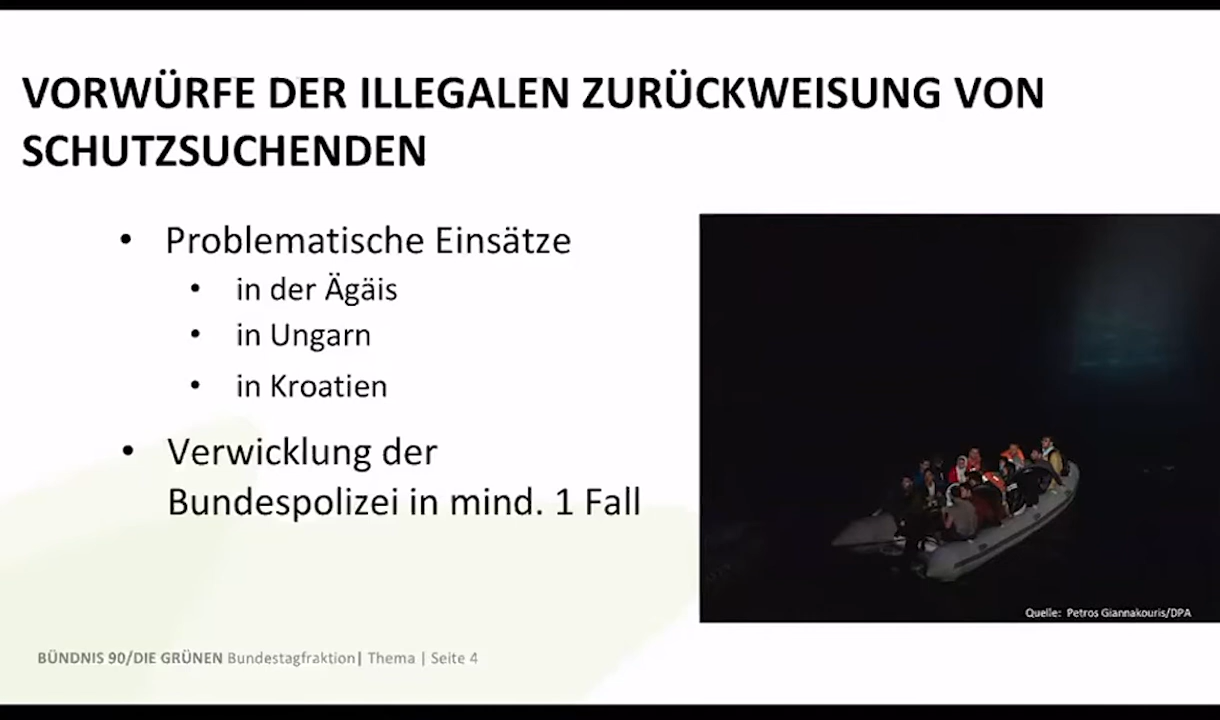 VORWÜRFE DER ILLEGALEN ZURÜCKWEISUNG VON
SCHUTZSUCHENDEN
• Problematische Einsätze
• in der Ägäis
• in Ungarn
• in Kroatien
• Verwicklung der
Bundespolizei in mind. 1 Fall
Quelle: Petros Giannakouris/DPA
BÜNDNIS 90/DIE GRÜNEN Bundestagfraktion| Thema | Seite 4